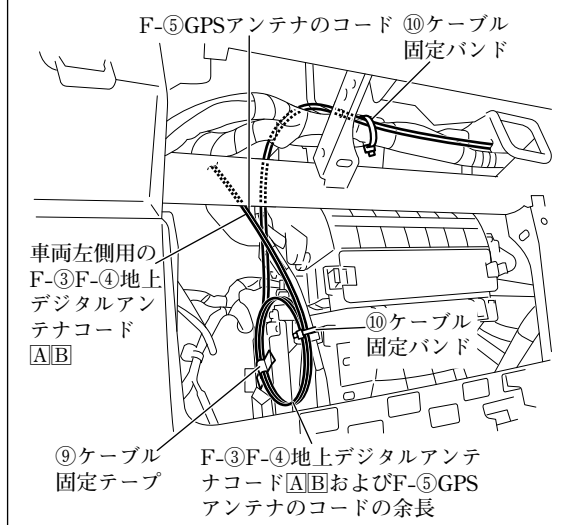 F-⑤GPSアンテナのコード
⑩ケーブル
固定バンド
車両左側用の
F-③F-④地上
デジタルアン
テナコード
AB
⑩ケーブル
固定バンド
⑨ケーブル
固定テープ
F-③F-④地上デジタルアンテ
ナコードABおよびF-⑤GPS
アンテナのコードの余長